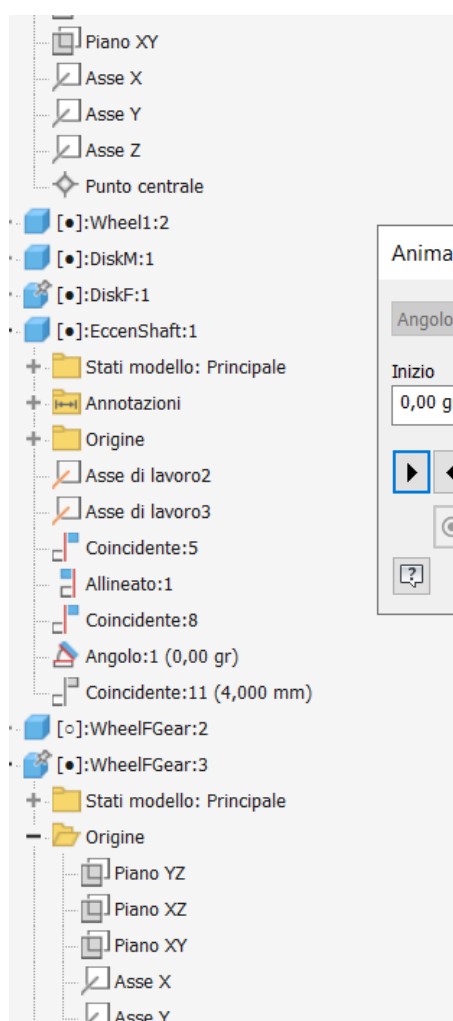 Piano XY
Asse X
Asse Y
Asse Z
Punto centrale
[●]:Wheel1:2
[●]:DiskM:1
[●]:DiskF:1
[●]:EccenShaft:1
Stati modello: Principale
Annotazioni
Origine
Asse di lavoro2
Asse di lavoro3
Coincidente:5
Allineato:1
Coincidente:8
Angolo:1 (0,00 gr)
Coincidente:11 (4,000 mm)
[○]:WheelFGear:2
[●]:WheelFGear:3
Stati modello: Principale
Origine
Piano YZ
Piano XZ
Piano XY
Asse X
Asse Y
Anima
Angolo
Inizio
0,00 g